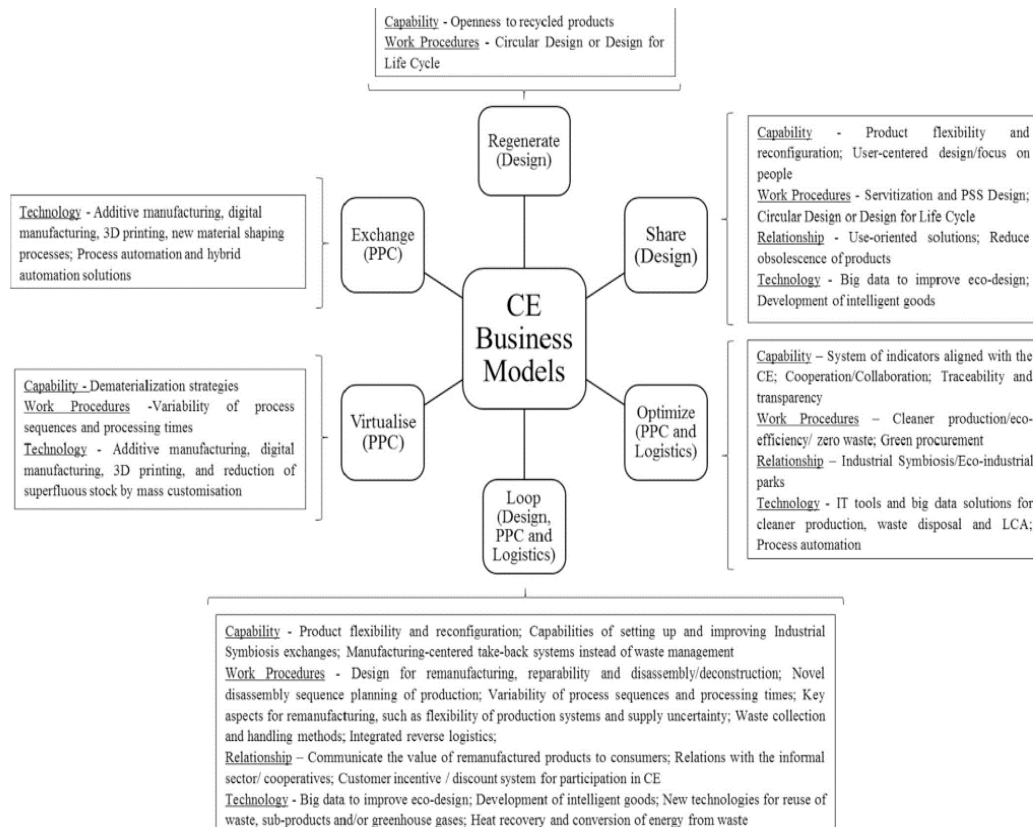 Capability - Openness to recycled products
Work Procedures - Circular Design or Design for
Life Cycle
Regenerate
(Design)
Capability - Product flexibility and
reconfiguration; User-centered design/focus on
people
Work Procedures - Servitization and PSS Design;
Circular Design or Design for Life Cycle
Relationship - Use-oriented solutions; Reduce
obsolescence of products
Technology - Big data to improve eco-design;
Development of intelligent goods
Share
(Design)
Technology - Additive manufacturing, digital
manufacturing, 3D printing, new material shaping
processes; Process automation and hybrid
automation solutions
Exchange
(PPC)
CE
Business
Models
Capability – System of indicators aligned with the
CE; Cooperation/Collaboration; Traceability and
transparency
Work Procedures – Cleaner production/eco-
efficiency/ zero waste; Green procurement
Relationship – Industrial Symbiosis/Eco-industrial
parks
Technology - IT tools and big data solutions for
cleaner production, waste disposal and LCA;
Process automation
Optimize
(PPC and
Logistics)
Capability - Dematerialization strategies
Work Procedures -Variability of process
sequences and processing times
Technology - Additive manufacturing, digital
manufacturing, 3D printing, and reduction of
superfluous stock by mass customisation
Virtualise
(PPC)
Loop
(Design,
PPC and
Logistics)
Capability - Product flexibility and reconfiguration; Capabilities of setting up and improving Industrial
Symbiosis exchanges; Manufacturing-centered take-back systems instead of waste management
Work Procedures - Design for remanufacturing, reparability and disassembly/deconstruction; Novel
disassembly sequence planning of production; Variability of process sequences and processing times; Key
aspects for remanufacturing, such as flexibility of production systems and supply uncertainty; Waste collection
and handling methods; Integrated reverse logistics;
Relationship – Communicate the value of remanufactured products to consumers; Relations with the informal
sector/ cooperatives; Customer incentive / discount system for participation in CE
Technology - Big data to improve eco-design; Development of intelligent goods; New technologies for reuse of
waste, sub-products and/or greenhouse gases; Heat recovery and conversion of energy from waste